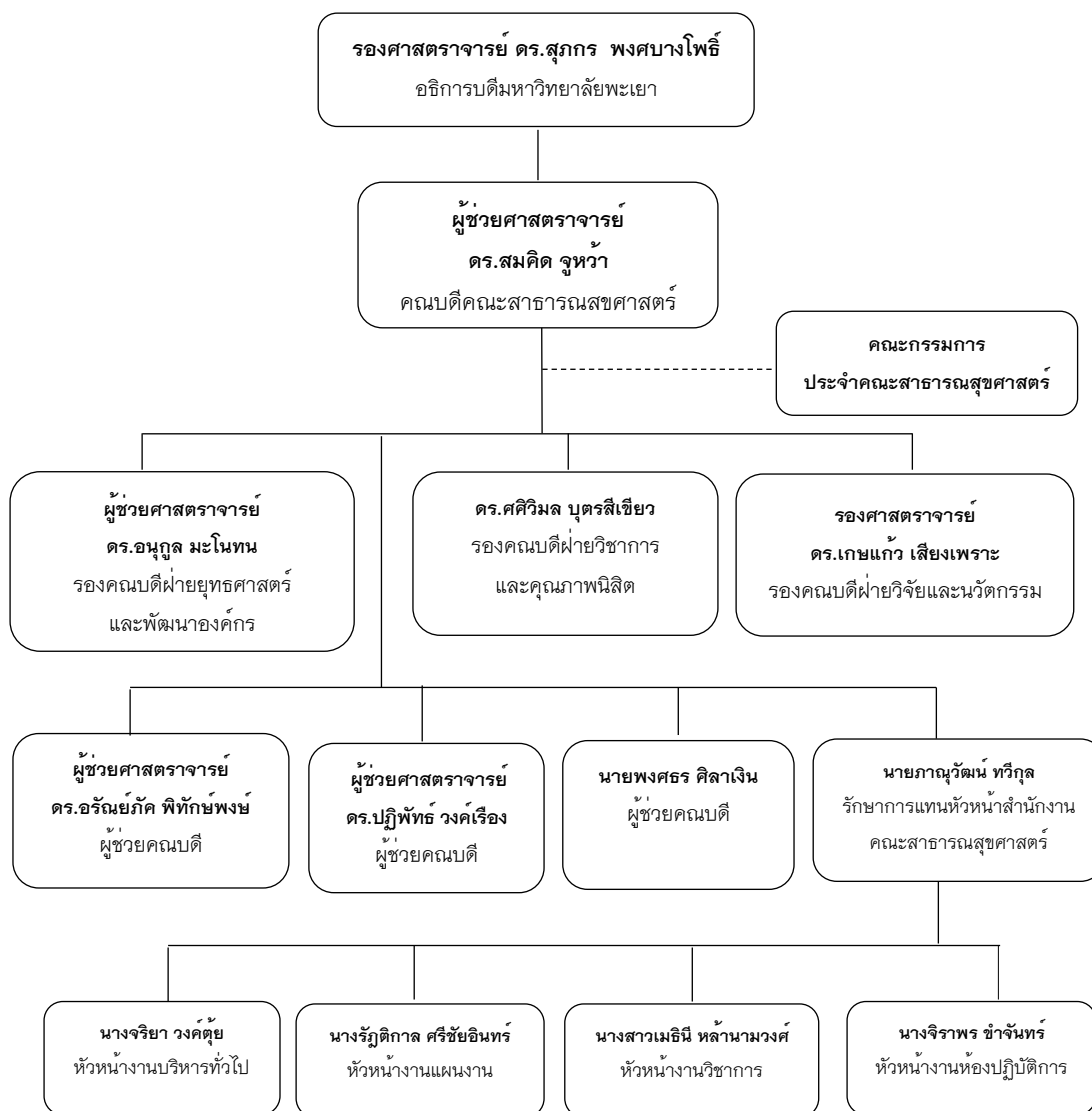 รองศาสตราจารย์ ดร.สุภกร พงศบางโพธิ์
อธิการบดีมหาวิทยาลัยพะเยา
ผู้ช่วยศาสตราจารย์
ดร.สมคิด จูหว้า
คณบดีคณะสาธารณสขศาสตร์
คณะกรรมการ
ประจำคณะสาธารณสุขศาสตร์
ผู้ช่วยศาสตราจารย์
ดร.อนุกูล มะโนทน
รองคณบดีฝ่ายยุทธศาสตร์
และพัฒนาองค์กร
ดร.ศศิวิมล บุตรสีเขียว
รองคณบดีฝ่ายวิชาการ
และคุณภาพนิสิต
รองศาสตราจารย์
ดร.เกษแก้ว เสียงเพราะ
รองคณบดีฝ่ายวิจัยและนวัตกรรม
ผู้ช่วยศาสตราจารย์
ดร.อรัณย์ภัค พิทักษ์พงษ์
ผู้ช่วยคณบดี
ผู้ช่วยศาสตราจารย์
ดร.ปฏิพัทธ์ วงค์เรือง
ผู้ช่วยคณบดี
นายพงศธร ศิลาเงิน
ผู้ช่วยคณบดี
นายภาณุวัฒน์ ทวีกุล
รักษาการแทนหัวหน้าสำนักงาน
คณะสาธารณสุขศาสตร์
นางจริยา วงค์ตุ้ย
หัวหน้างานบริหารทั่วไป
นางรัฎติกาล ศรีชัยอินทร์
หัวหน้างานแผนงาน
นางสาวเมธินี หล้านามวงศ์
หัวหน้างานวิชาการ
นางจิราพร ขำจันทร์
หัวหน้างานห้องปฏิบัติการ